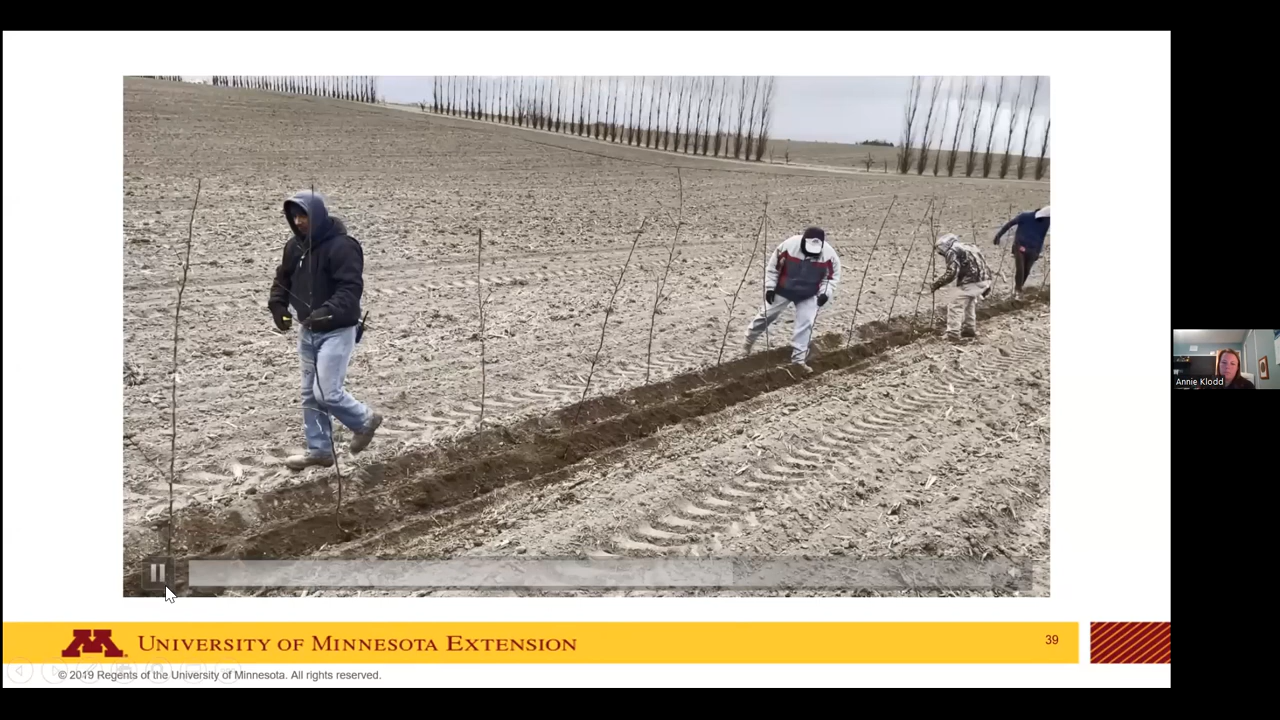 Annie Klodd
M
UNIVERSITY OF MINNESOTA EXTENSION
39
© 2019 Regents of the University of Minnesota. All rights reserved.